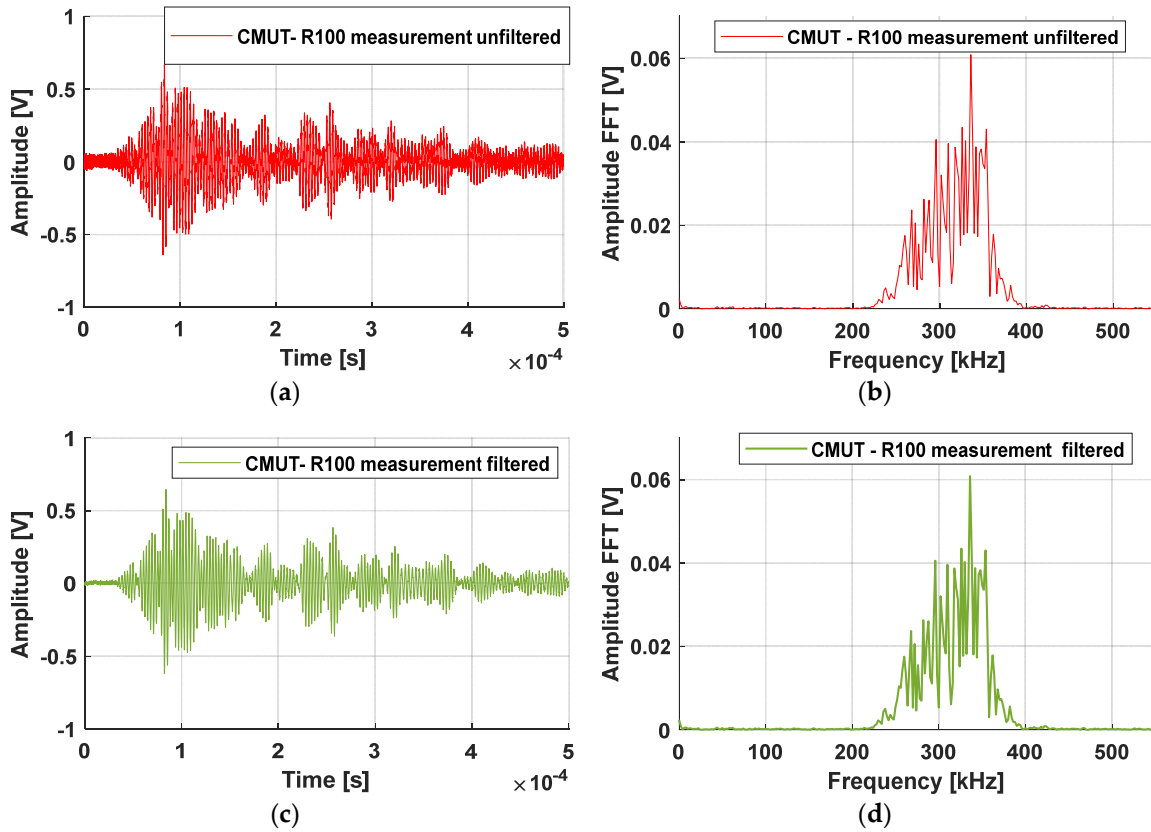 CMUT- R100 measurement unfiltered
Amplitude [V]
1
0.5
0
-0.5
-1
0 1 2 3 4 5
Time [s]
×10-4
(a)
CMUT - R100 measurement unfiltered
Amplitude FFT [V]
0.06
0.04
0.02
0
0 100 200 300 400 500
Frequency [kHz]
(b)
CMUT- R100 measurement filtered
Amplitude [V]
1
0.5
0
-0.5
-1
0 1 2 3 4 5
Time [s]
×10-4
(c)
CMUT - R100 measurement filtered
Amplitude FFT [V]
0.06
0.04
0.02
0
0 100 200 300 400 500
Frequency [kHz]
(d)